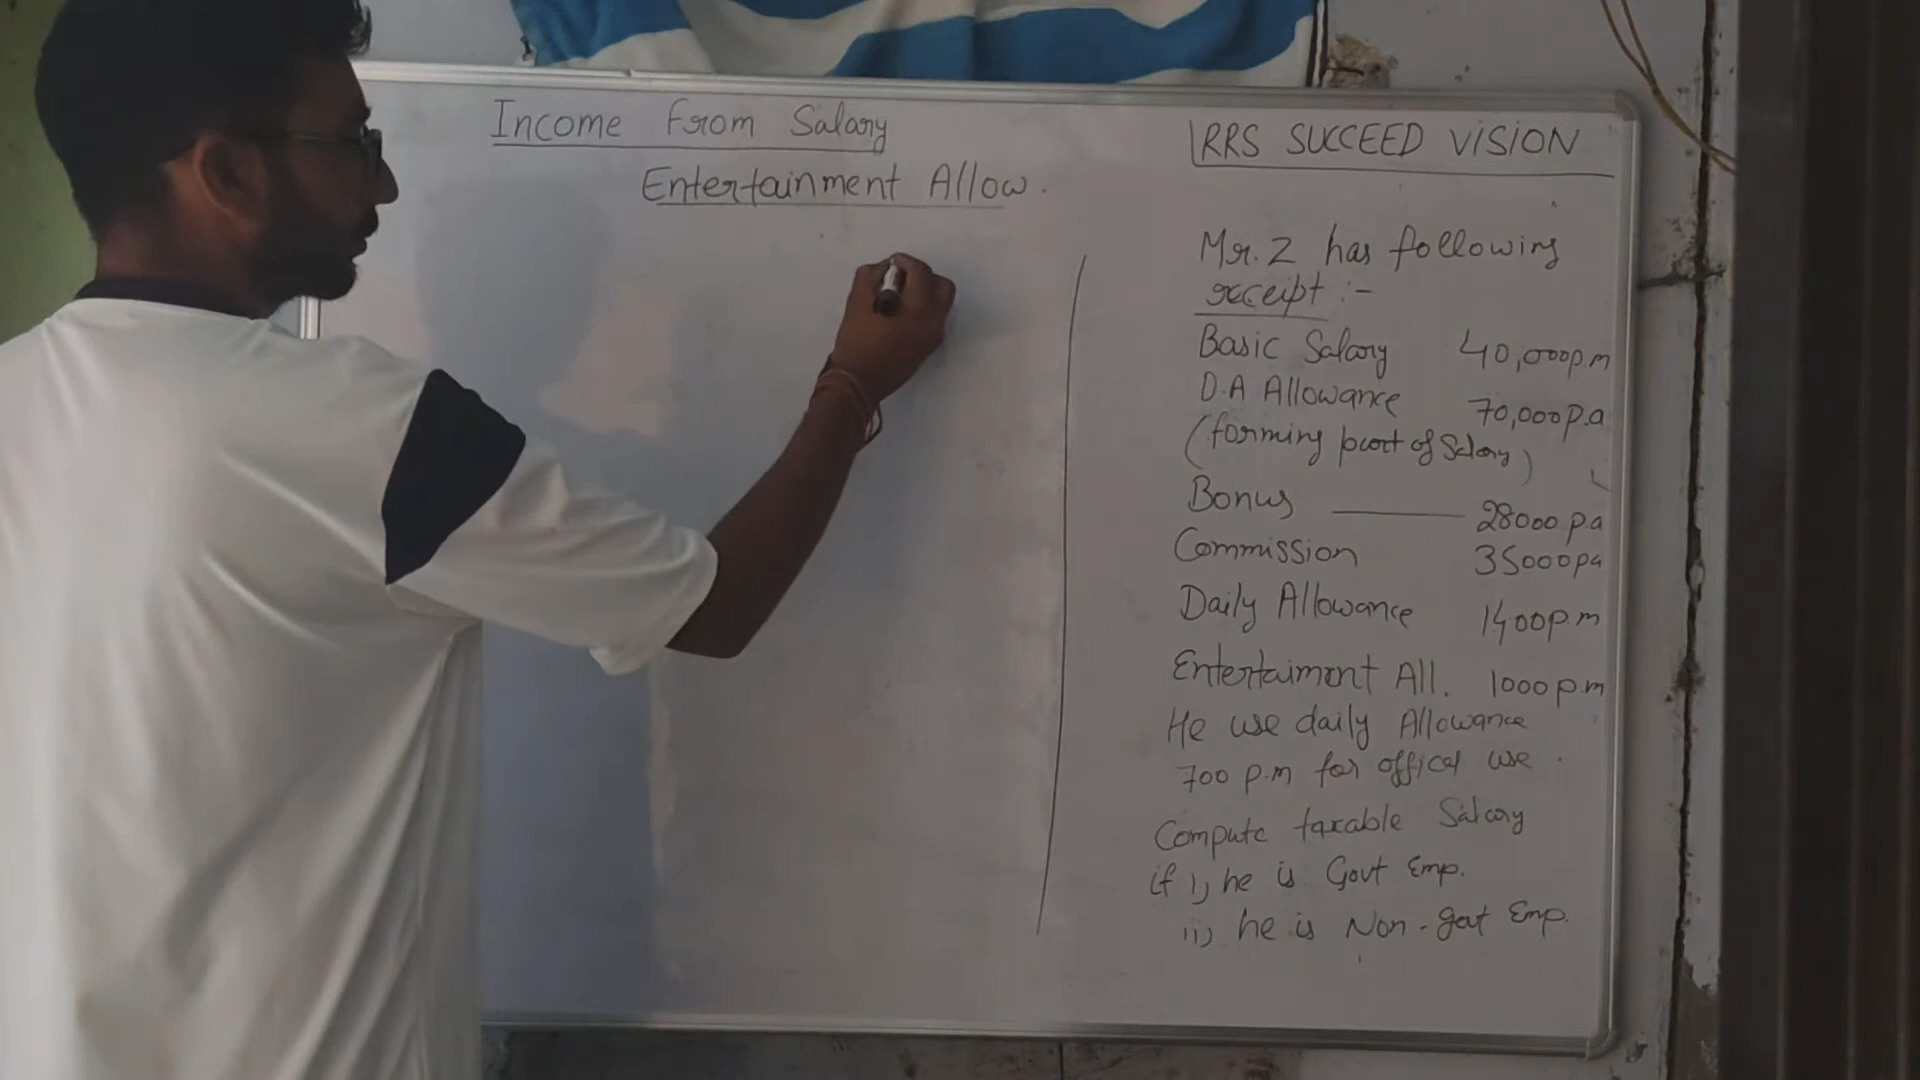 Income From Salary
Entertainment Allow.
RRS SUCCEED VISION
Mr. Z has following
receipt :-
Basic Salary 40,000p.m
D.A Allowance 70,000p.a
(forming part of Salary)
Bonus 28000 p.a
Commission 35000pa
Daily Allowance 1400p.m
Entertaiment All. 1000p.m
He use daily Allowance
700 p.m for offical use.
Compute taxable Salary
if i) he is Govt Emp.
ii) he is Non-govt Emp.